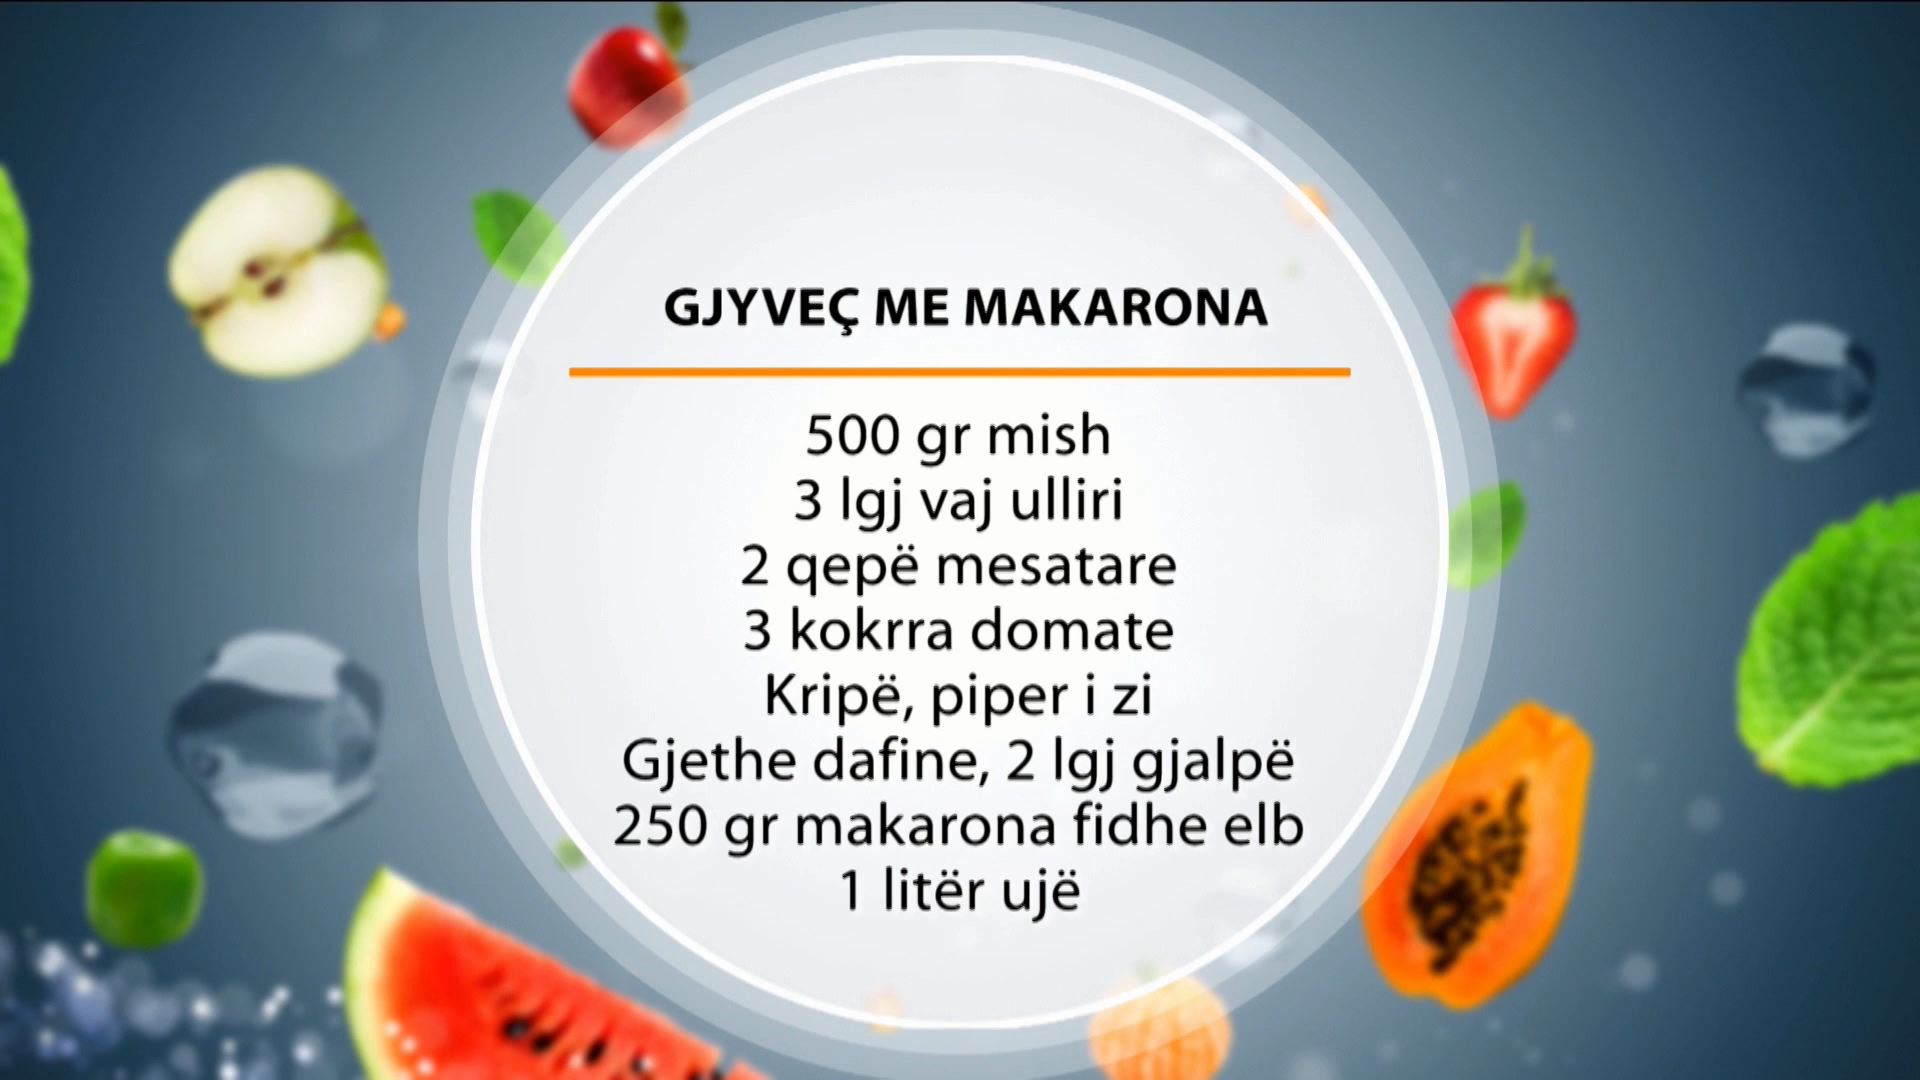 GJYVEÇ ME MAKARONA
500 gr mish
3 lgj vaj ulliri
2 qepë mesatare
3 kokrra domate
Kripë, piper i zi
Gjethe dafine, 2 lgj gjalpë
250 gr makarona fidhe elb
1 litër ujë